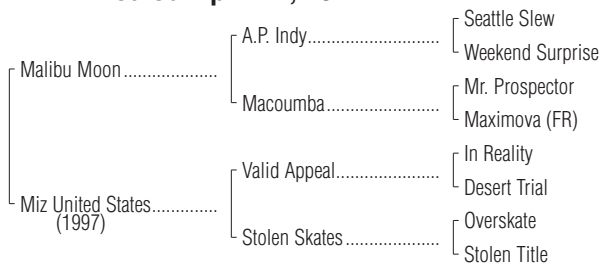 Seattle Slew
A.P. Indy
Weekend Surprise
Malibu Moon
Mr. Prospector
Macoumba
Maximova (FR)
In Reality
Valid Appeal
Desert Trial
Miz United States
(1997)
Overskate
Stolen Skates
Stolen Title